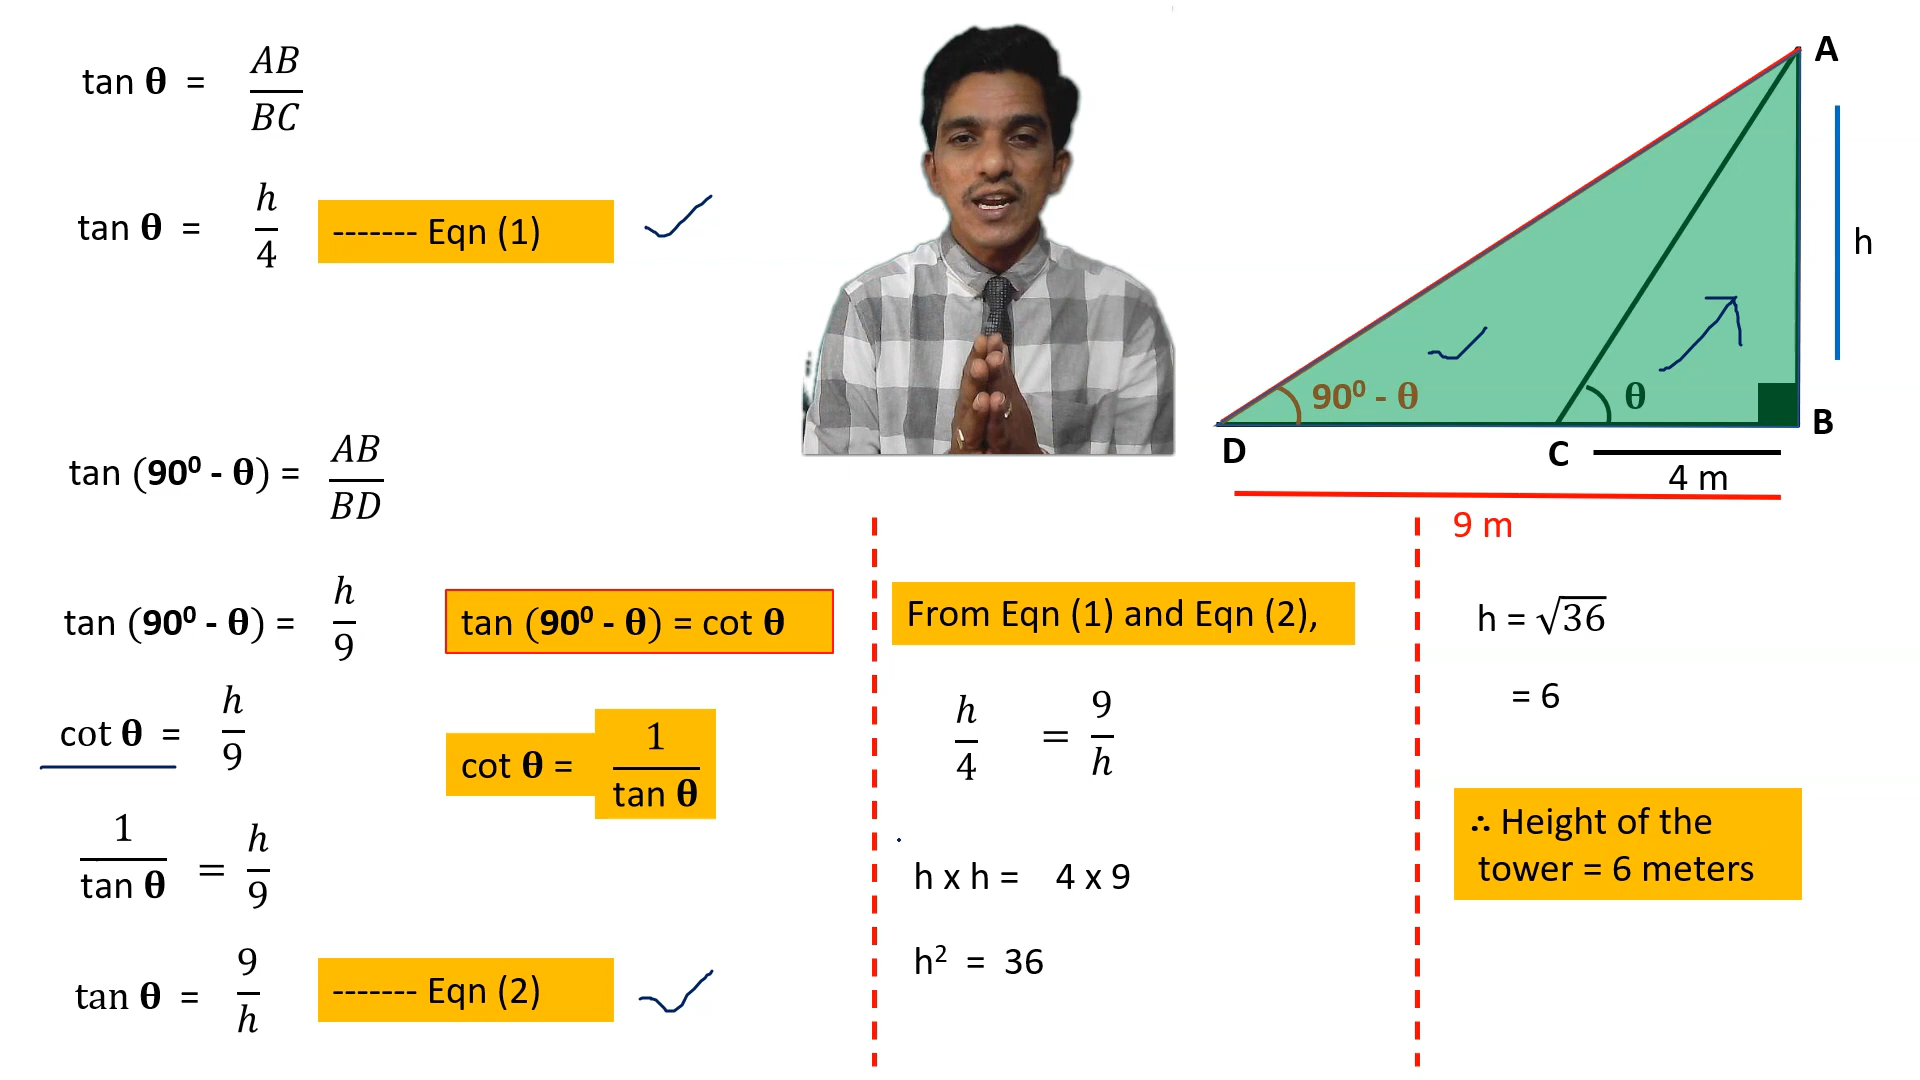 tan θ = AB/BC
tan θ = h/4 ------- Eqn (1)
tan (90⁰ - θ) = AB/BD
tan (90⁰ - θ) = h/9 tan (90⁰ - θ) = cot θ
cot θ = h/9 cot θ = 1/tan θ
1/tan θ = h/9
tan θ = 9/h ------- Eqn (2)
A
h
90⁰ - θ θ
B
D C
4 m
9 m
From Eqn (1) and Eqn (2),
h/4 = 9/h
h x h = 4 x 9
h² = 36
h = √36
= 6
∴ Height of the
tower = 6 meters